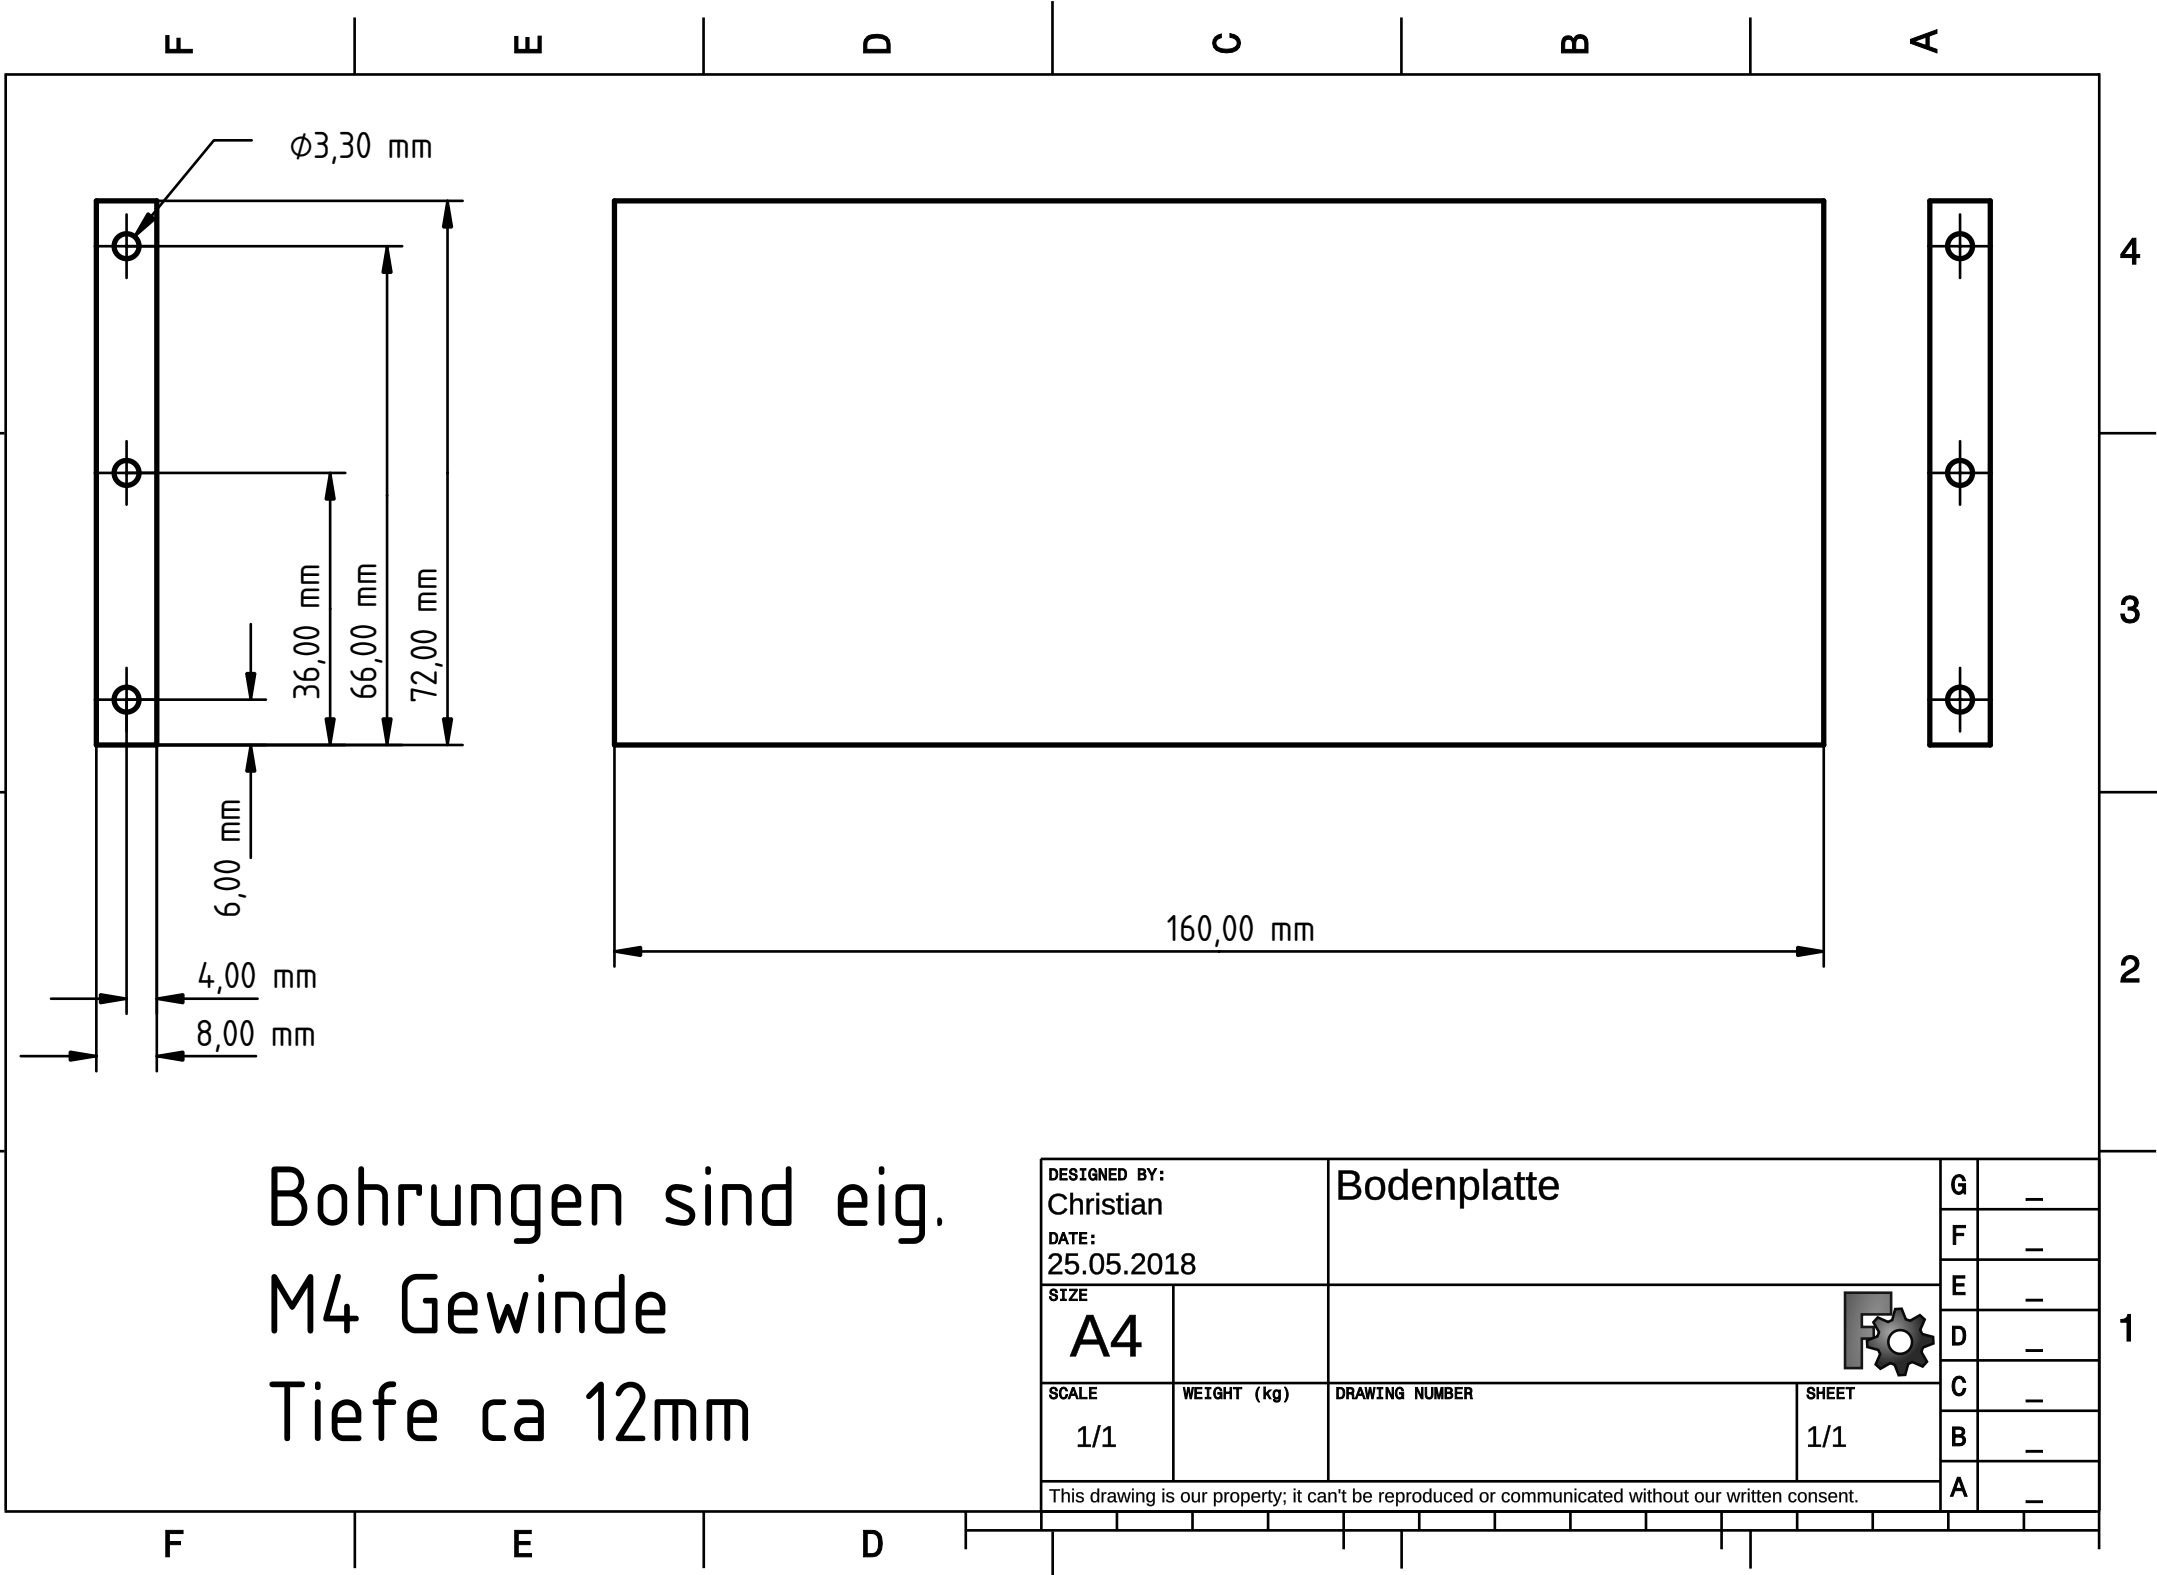 F E D C B A
⌀3,30 mm
4
3
36,00 mm
66,00 mm
72,00 mm
6,00 mm
160,00 mm
2
4,00 mm
8,00 mm
Bohrungen sind eig.
M4 Gewinde
Tiefe ca 12mm
DESIGNED BY:
Christian
DATE:
25.05.2018
Bodenplatte
SIZE
A4
SCALE
1/1
WEIGHT (kg)
DRAWING NUMBER
SHEET
1/1
This drawing is our property; it can't be reproduced or communicated without our written consent.
G _
F _
E _
D _
C _
B _
A _
1
F E D